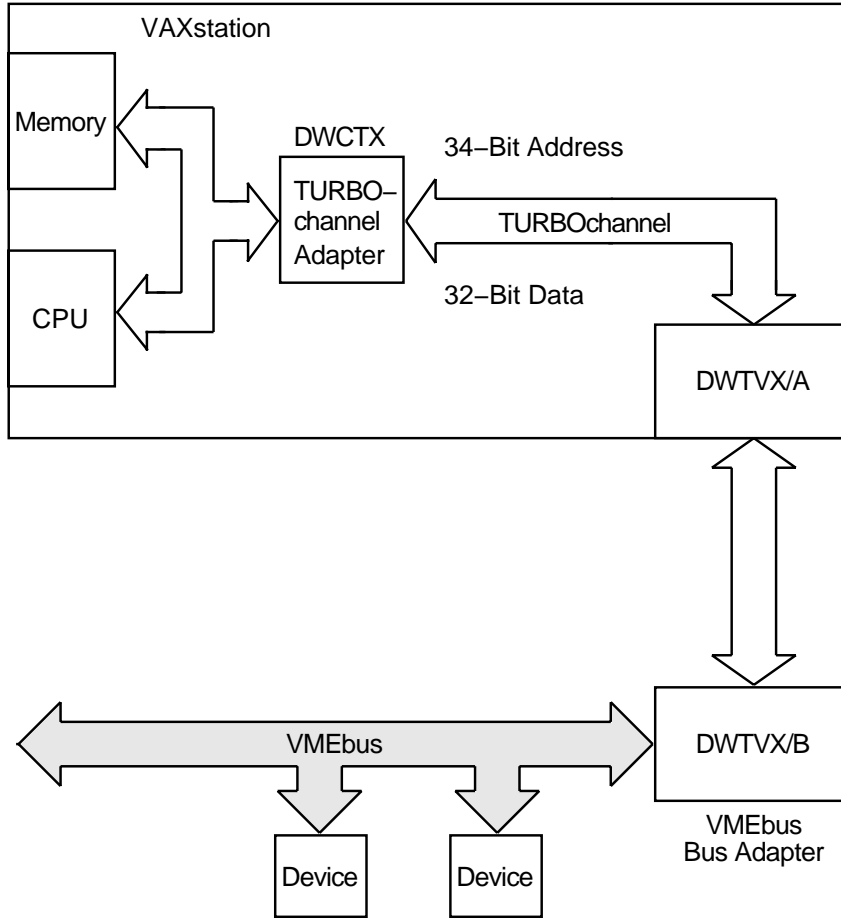 VAXstation
Memory
DWCTX
34–Bit Address
TURBO–
channel
Adapter
TURBOchannel
32–Bit Data
CPU
DWTVX/A
VMEbus
DWTVX/B
VMEbus
Bus Adapter
Device
Device